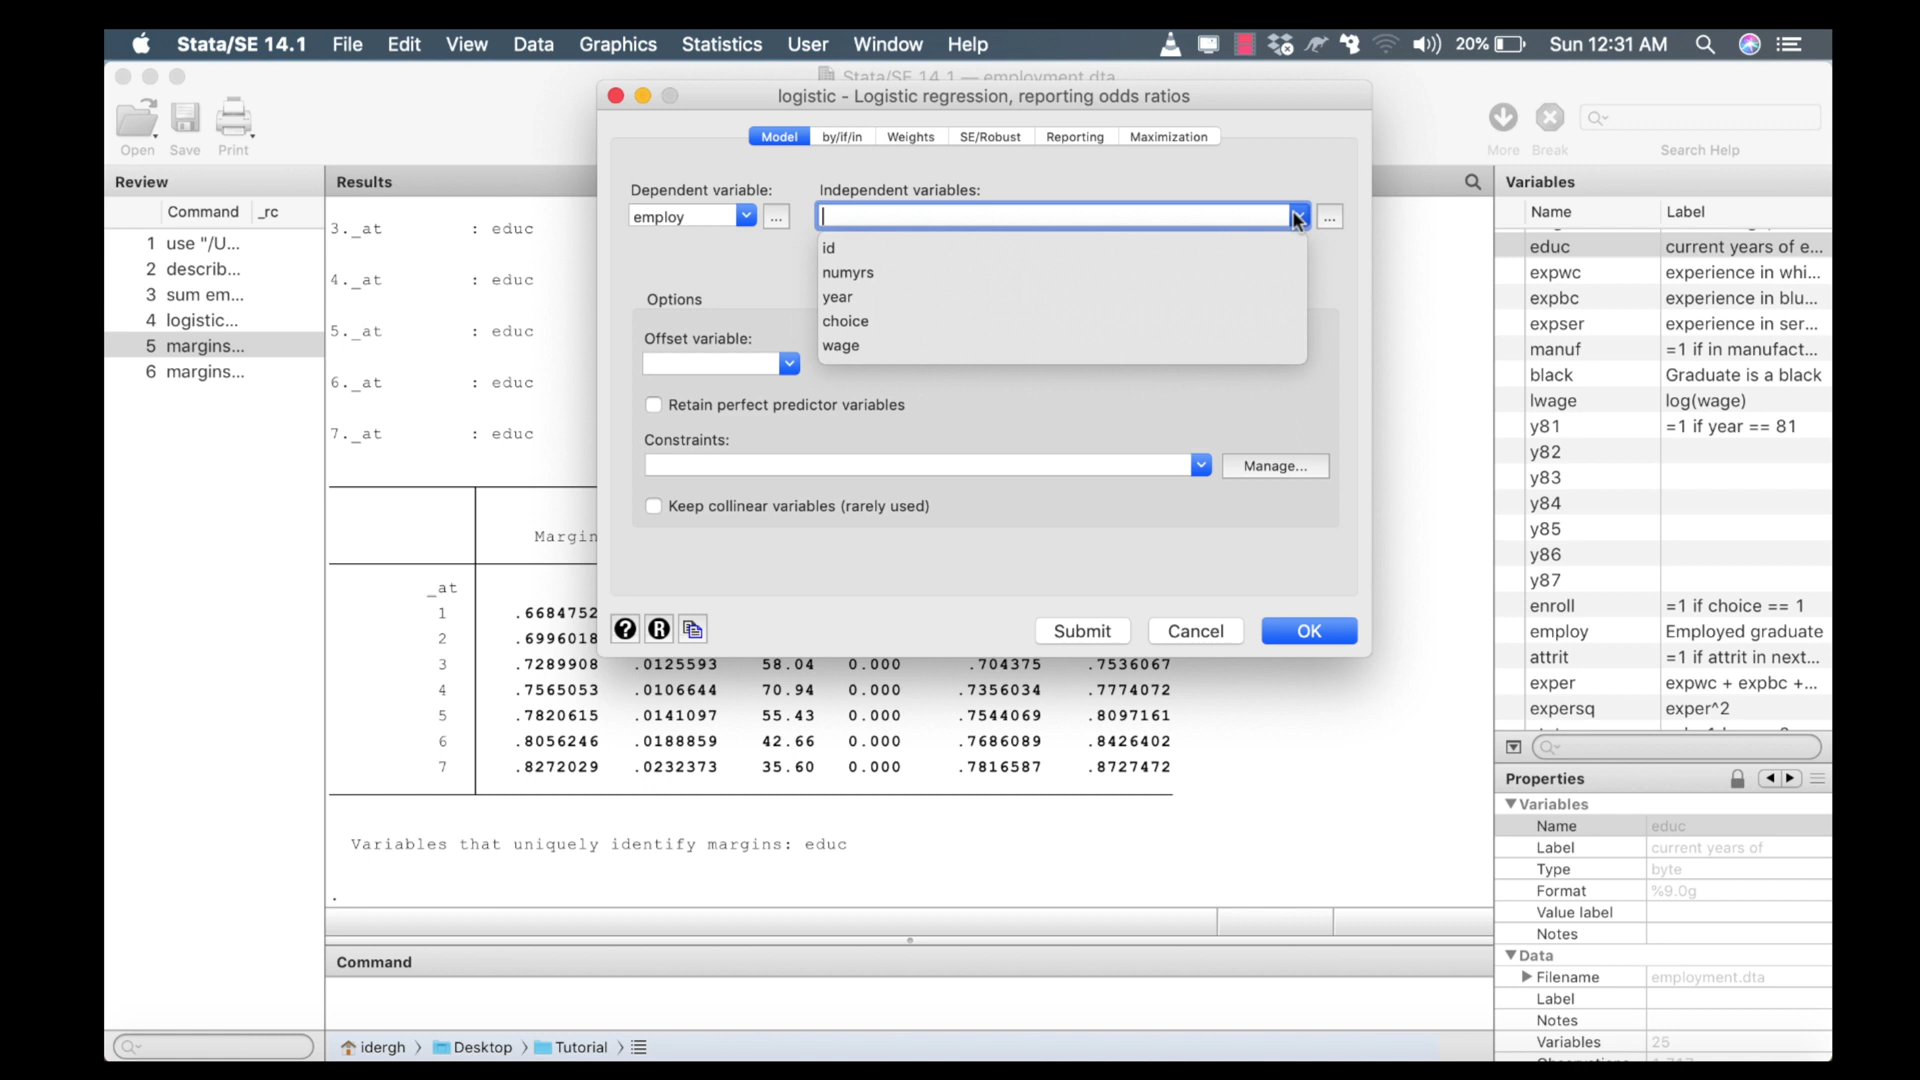 Stata/SE 14.1 File Edit View Data Graphics Statistics User Window Help 20% Sun 12:31 AM
Stata/SE 14.1 — employment.dta
Open Save Print
More Break Search Help
Review
Command _rc
1 use "/U...
2 describ...
3 sum em...
4 logistic...
5 margins...
6 margins...
Results
3._at : educ
4._at : educ
5._at : educ
6._at : educ
7._at : educ
Margin
_at
1 .6684752
2 .6996018
3 .7289908 .0125593 58.04 0.000 .704375 .7536067
4 .7565053 .0106644 70.94 0.000 .7356034 .7774072
5 .7820615 .0141097 55.43 0.000 .7544069 .8097161
6 .8056246 .0188859 42.66 0.000 .7686089 .8426402
7 .8272029 .0232373 35.60 0.000 .7816587 .8727472
Variables that uniquely identify margins: educ
.
Command
idergh Desktop Tutorial
logistic - Logistic regression, reporting odds ratios
Model by/if/in Weights SE/Robust Reporting Maximization
Dependent variable: Independent variables:
employ ... ...
id
numyrs
year
choice
wage
Options
Offset variable:
Retain perfect predictor variables
Constraints:
Manage...
Keep collinear variables (rarely used)
? R Submit Cancel OK
Variables
Name Label
educ current years of e...
expwc experience in whi...
expbc experience in blu...
expser experience in ser...
manuf =1 if in manufact...
black Graduate is a black
lwage log(wage)
y81 =1 if year == 81
y82
y83
y84
y85
y86
y87
enroll =1 if choice == 1
employ Employed graduate
attrit =1 if attrit in next...
exper expwc + expbc +...
expersq exper^2
Properties
Variables
Name educ
Label current years of
Type byte
Format %9.0g
Value label
Notes
Data
Filename employment.dta
Label
Notes
Variables 25